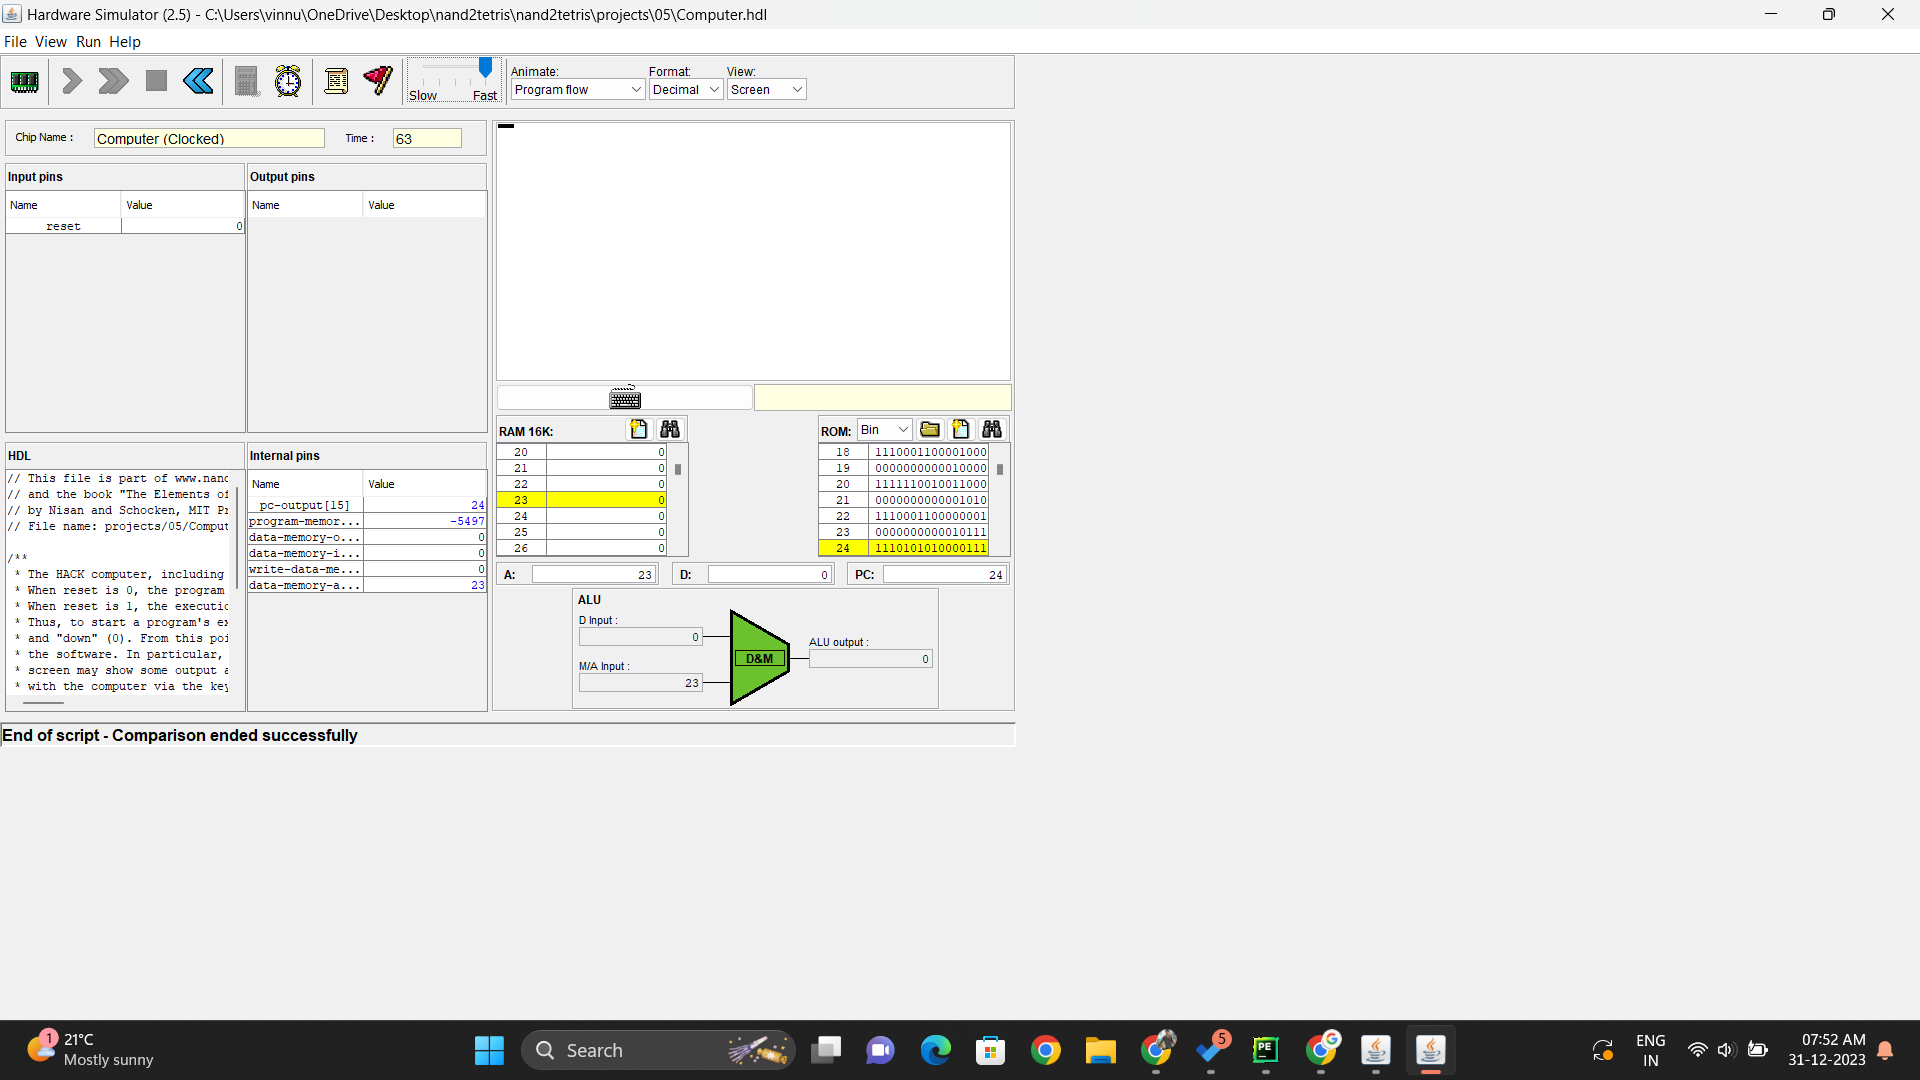 Hardware Simulator (2.5) - C:\Users\vinnu\OneDrive\Desktop\nand2tetris\nand2tetris\projects\05\Computer.hdl
File View Run Help
Slow Fast
Animate: Format: View:
Program flow Decimal Screen
Chip Name : Computer (Clocked) Time : 63
Input pins
Name Value
reset 0
Output pins
Name Value
HDL
// This file is part of www.nand
// and the book "The Elements of
// by Nisan and Schocken, MIT Pr
// File name: projects/05/Comput
/**
* The HACK computer, including
* When reset is 0, the program
* When reset is 1, the executio
* Thus, to start a program's ex
* and "down" (0). From this poi
* the software. In particular,
* screen may show some output a
* with the computer via the key
Internal pins
Name Value
pc-output[15] 24
program-memor... -5497
data-memory-o... 0
data-memory-i... 0
write-data-me... 0
data-memory-a... 23
RAM 16K:
20 0
21 0
22 0
23 0
24 0
25 0
26 0
ROM: Bin
18 1110001100001000
19 0000000000010000
20 1111110010011000
21 0000000000001010
22 1110001100000001
23 0000000000010111
24 1110101010000111
A: 23 D: 0 PC: 24
ALU
D Input :
0
M/A Input :
23
D&M
ALU output :
0
End of script - Comparison ended successfully
1
21°C
Mostly sunny
Search
5
PE
G
ENG
IN
07:52 AM
31-12-2023